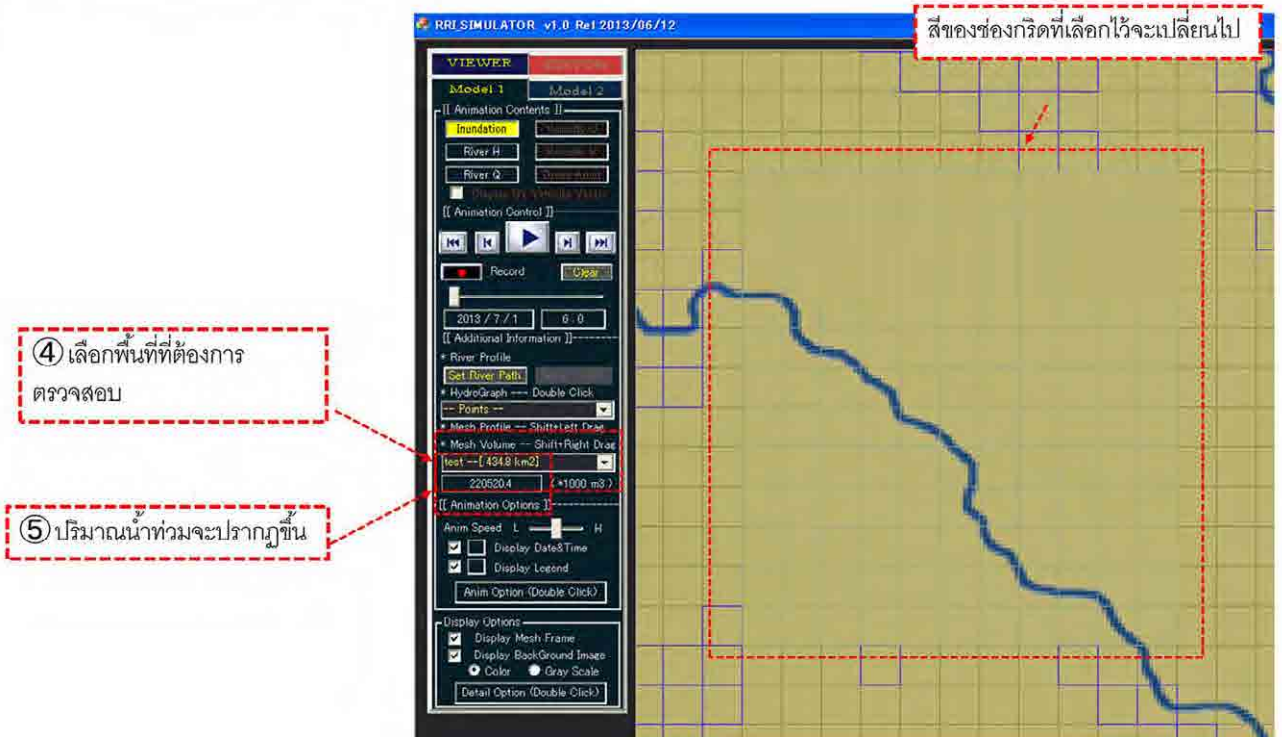 RRI_SIMULATOR v1.0 Rel 2013/06/12
สีของช่องกริดที่เลือกไว้จะเปลี่ยนไป
VIEWER
Model 1 Model 2
[[ Animation Contents ]]
Inundation
River H
River Q
[[ Animation Control ]]
Record Clear
2013 / 7 / 1 6 . 0
[[ Additional Information ]]
* River Profile
Set River Path
* HydroGraph --- Double Click
-- Points --
* Mesh Profile -- Shift+Left Drag
* Mesh Volume -- Shift+Right Drag
test --[ 434.8 km2]
220520.4 ( *1000 m3 )
④ เลือกพื้นที่ที่ต้องการ
ตรวจสอบ
⑤ ปริมาณน้ำท่วมจะปรากฏขึ้น
[[ Animation Options ]]
Anim Speed L H
Display Date&Time
Display Legend
Anim Option (Double Click)
Display Options
Display Mesh Frame
Display BackGround Image
Color Gray Scale
Detail Option (Double Click)